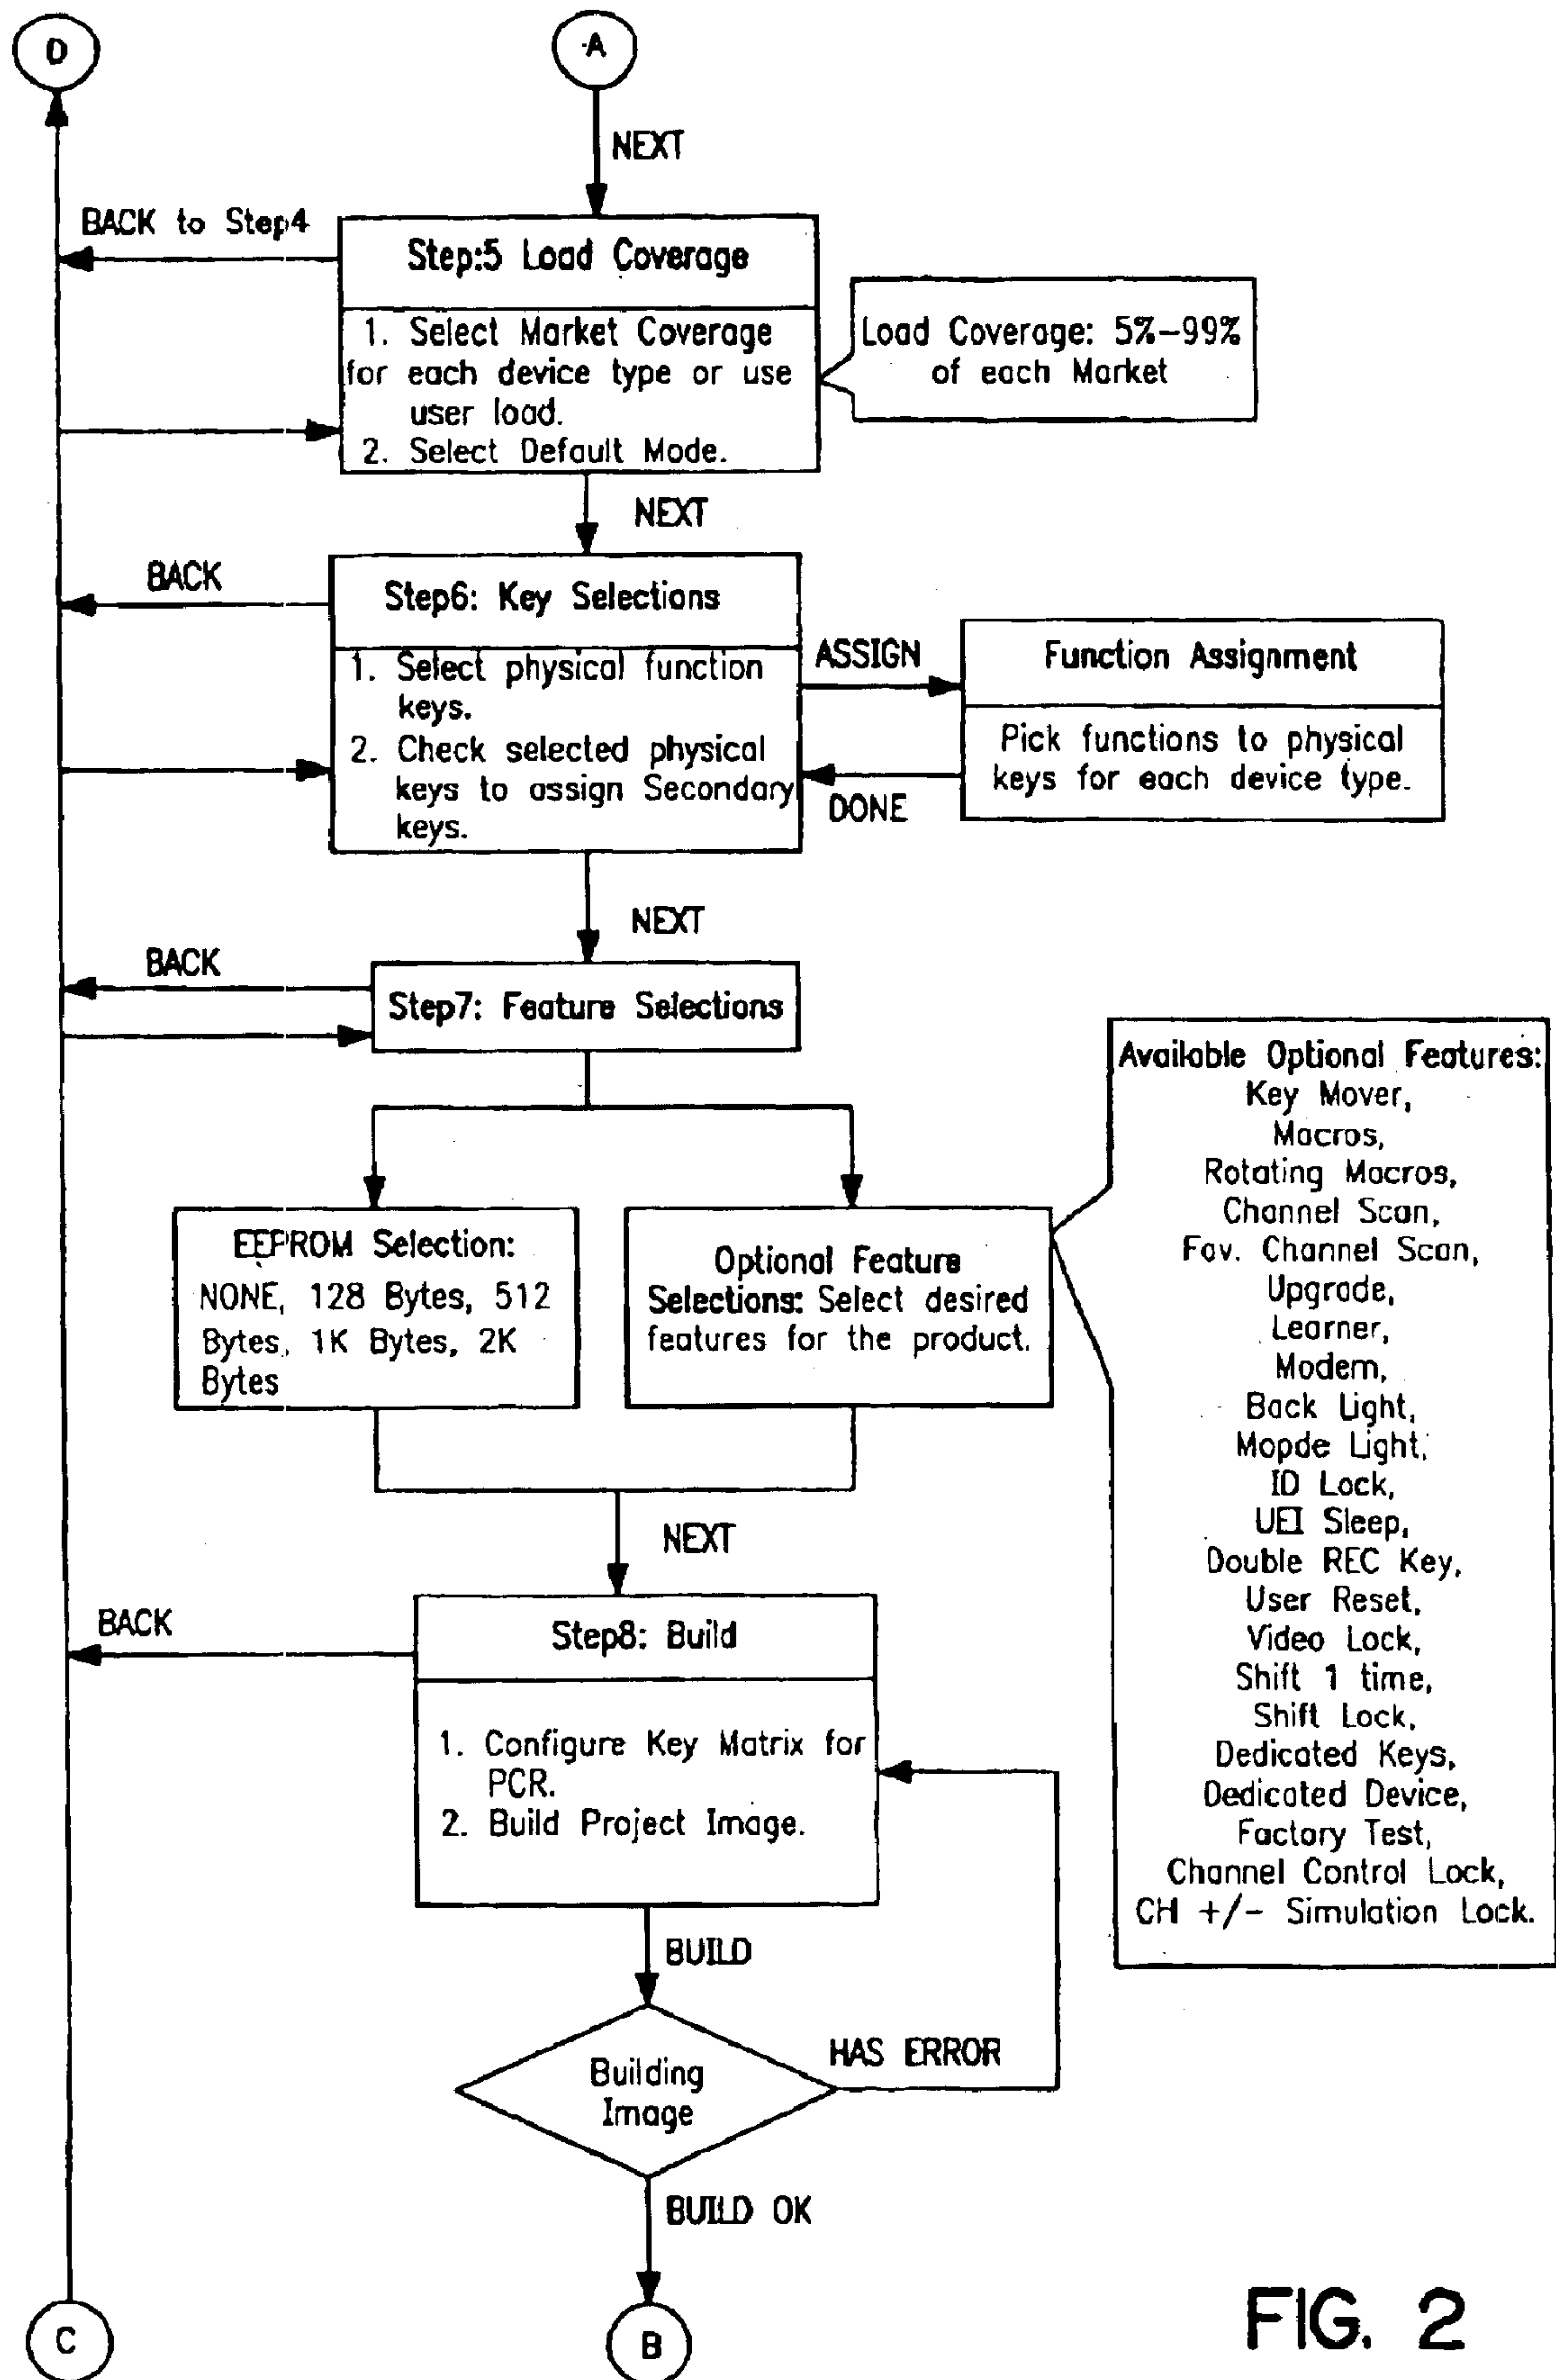 D
A
NEXT
BACK to Step4
Step:5 Load Coverage
1. Select Market Coverage
for each device type or use
user load.
2. Select Default Mode.
Load Coverage: 5%-99%
of each Market
NEXT
BACK
Step6: Key Selections
1. Select physical function
keys.
2. Check selected physical
keys to assign Secondary
keys.
ASSIGN
DONE
Function Assignment
Pick functions to physical
keys for each device type.
NEXT
BACK
Step7: Feature Selections
EEPROM Selection:
NONE, 128 Bytes, 512
Bytes, 1K Bytes, 2K
Bytes
Optional Feature
Selections: Select desired
features for the product.
Available Optional Features:
Key Mover,
Macros,
Rotating Macros,
Channel Scan,
Fav. Channel Scan,
Upgrade,
Learner,
Modem,
Back Light,
Mopde Light,
ID Lock,
UEI Sleep,
Double REC Key,
User Reset,
Video Lock,
Shift 1 time,
Shift Lock,
Dedicated Keys,
Dedicated Device,
Factory Test,
Channel Control Lock,
CH +/- Simulation Lock.
NEXT
BACK
Step8: Build
1. Configure Key Matrix for
PCR.
2. Build Project Image.
BUILD
Building
Image
HAS ERROR
BUILD OK
C
B
FIG. 2